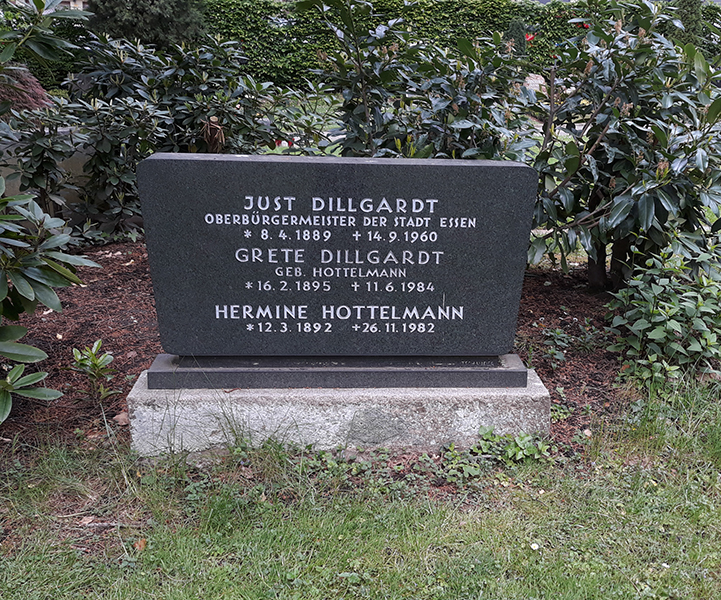 JUST DILLGARDT
OBERBÜRGERMEISTER DER STADT ESSEN
* 8. 4. 1889 + 14. 9. 1960
GRETE DILLGARDT
GEB. HOTTELMANN
* 16. 2. 1895 + 11. 6. 1984
HERMINE HOTTELMANN
* 12. 3. 1892 + 26. 11. 1982